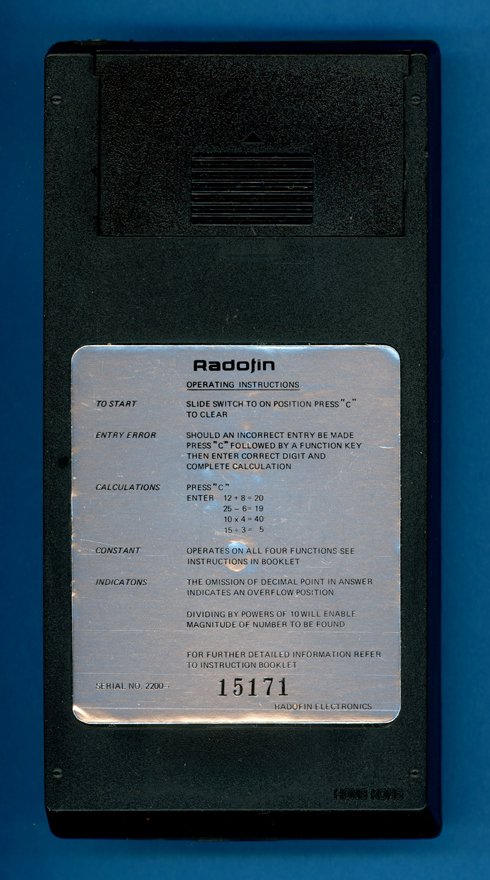 Radofin
OPERATING INSTRUCTIONS
TO START SLIDE SWITCH TO ON POSITION PRESS "C"
TO CLEAR
ENTRY ERROR SHOULD AN INCORRECT ENTRY BE MADE
PRESS "C" FOLLOWED BY A FUNCTION KEY
THEN ENTER CORRECT DIGIT AND
COMPLETE CALCULATION
CALCULATIONS PRESS "C"
ENTER 12 + 8 = 20
25 – 6 = 19
10 x 4 = 40
15 ÷ 3 = 5
CONSTANT OPERATES ON ALL FOUR FUNCTIONS SEE
INSTRUCTIONS IN BOOKLET
INDICATONS THE OMISSION OF DECIMAL POINT IN ANSWER
INDICATES AN OVERFLOW POSITION
DIVIDING BY POWERS OF 10 WILL ENABLE
MAGNITUDE OF NUMBER TO BE FOUND
FOR FURTHER DETAILED INFORMATION REFER
TO INSTRUCTION BOOKLET
SERIAL NO. 2200- 15171
RADOFIN ELECTRONICS